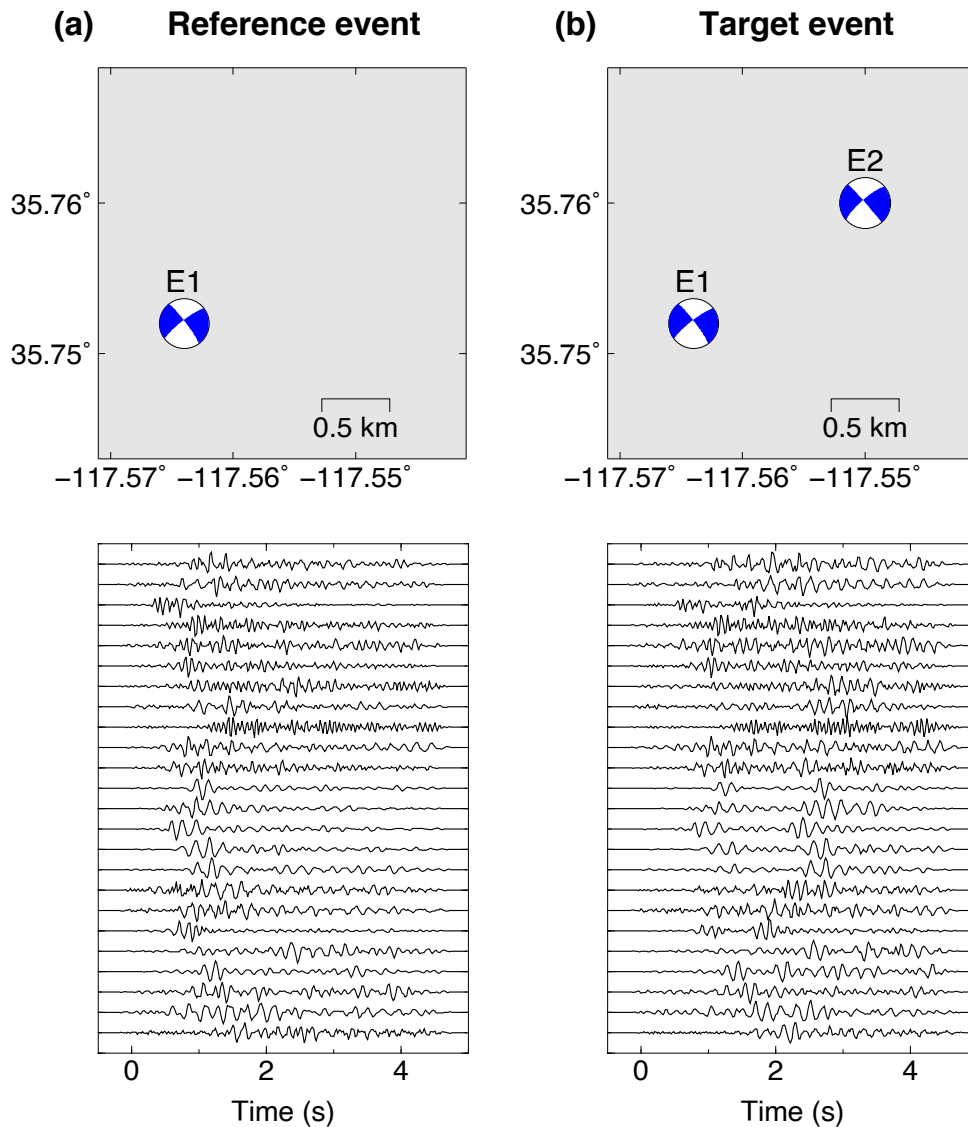 (a) Reference event
(b) Target event
35.76°
35.75°
E1
0.5 km
−117.57° −117.56° −117.55°
35.76°
35.75°
E2
E1
0.5 km
−117.57° −117.56° −117.55°
0 2 4
Time (s)
0 2 4
Time (s)